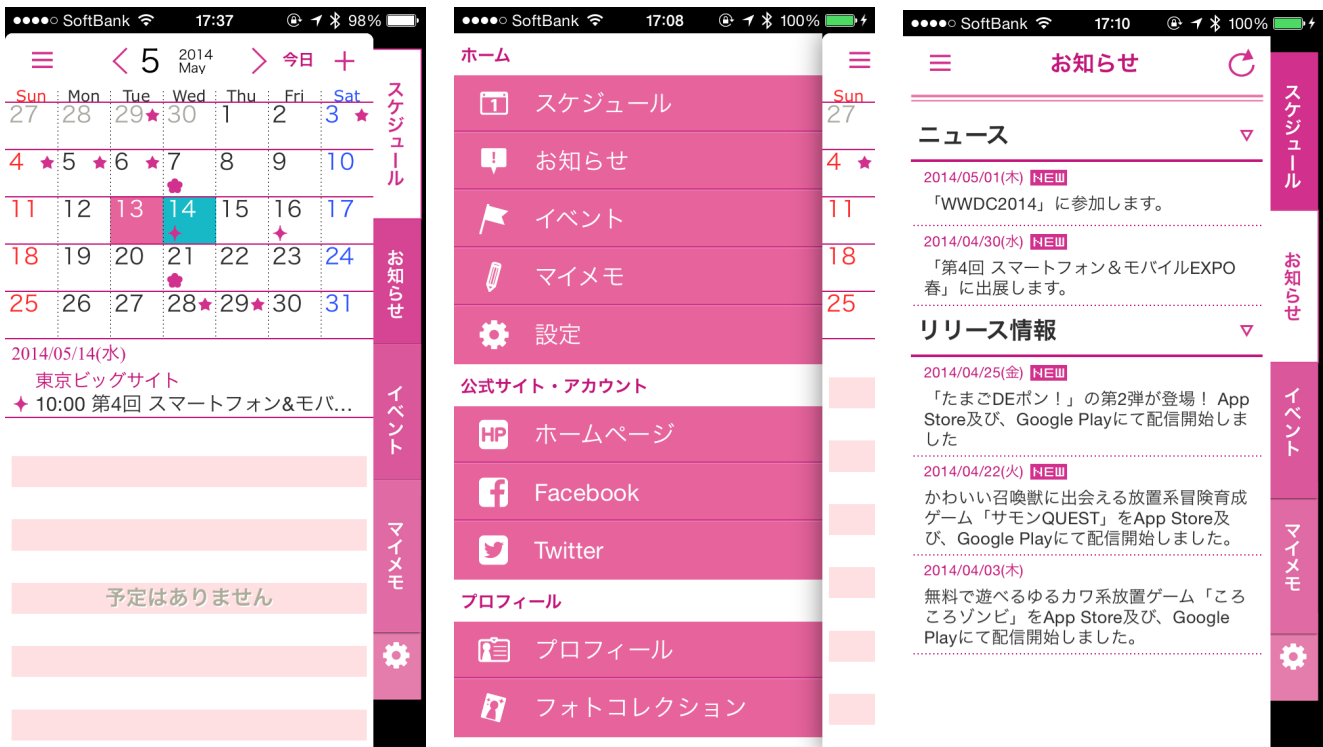 ●●●●○ SoftBank 17:37 98%
5 2014 May 今日 +
Sun Mon Tue Wed Thu Fri Sat
27 28 29 30 1 2 3
4 5 6 7 8 9 10
11 12 13 14 15 16 17
18 19 20 21 22 23 24
25 26 27 28 29 30 31
2014/05/14(水)
東京ビッグサイト
10:00 第4回 スマートフォン&モバ...
予定はありません
スケジュール
お知らせ
イベント
マイメモ
●●●●○ SoftBank 17:08 100%
ホーム
1 スケジュール
お知らせ
イベント
マイメモ
設定
公式サイト・アカウント
HP ホームページ
Facebook
Twitter
プロフィール
プロフィール
フォトコレクション
Sun
27
4
11
18
25
●●●●○ SoftBank 17:10 100%
お知らせ
ニュース
2014/05/01(木) NEW
「WWDC2014」に参加します。
2014/04/30(水) NEW
「第4回 スマートフォン＆モバイルEXPO
春」に出展します。
リリース情報
2014/04/25(金) NEW
「たまごDEポン！」の第2弾が登場！ App
Store及び、Google Playにて配信開始しま
した
2014/04/22(火) NEW
かわいい召喚獣に出会える放置系冒険育成
ゲーム「サモンQUEST」をApp Store及
び、Google Playにて配信開始しました。
2014/04/03(木)
無料で遊べるゆるカワ系放置ゲーム「ころ
ころゾンビ」をApp Store及び、Google
Playにて配信開始しました。
スケジュール
お知らせ
イベント
マイメモ